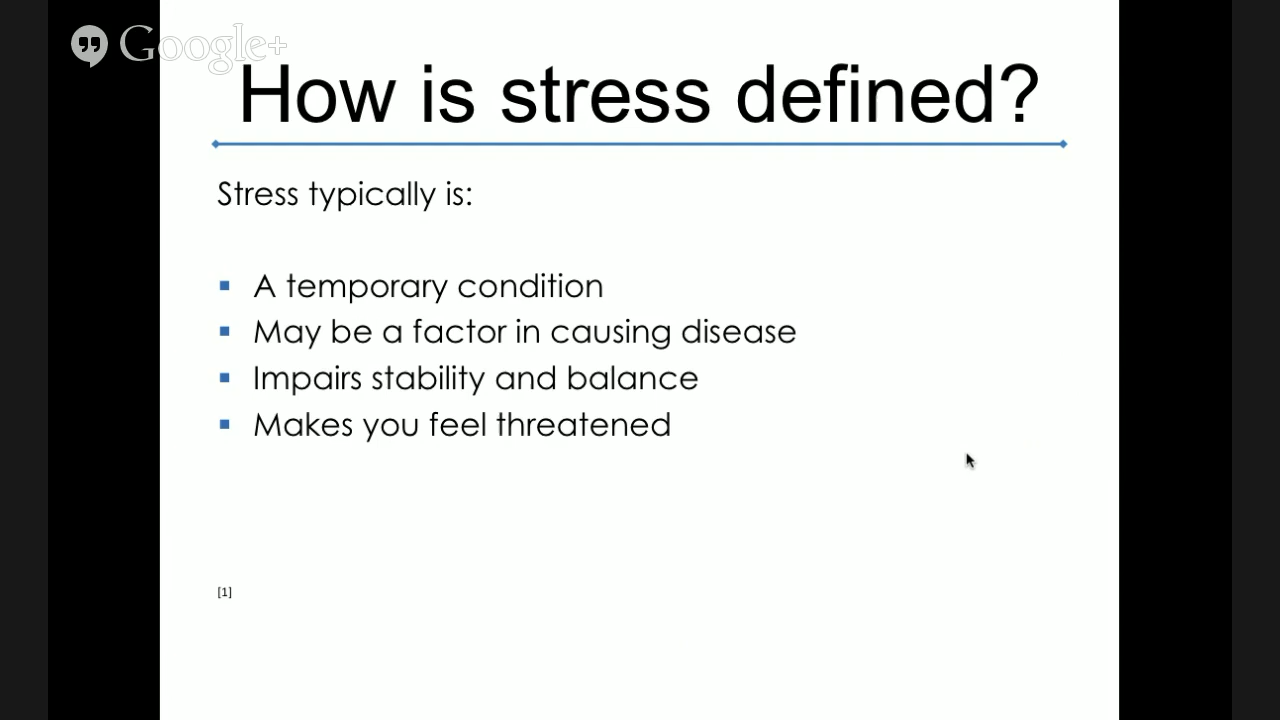 Google+
How is stress defined?
Stress typically is:
▪ A temporary condition
▪ May be a factor in causing disease
▪ Impairs stability and balance
▪ Makes you feel threatened
[1]